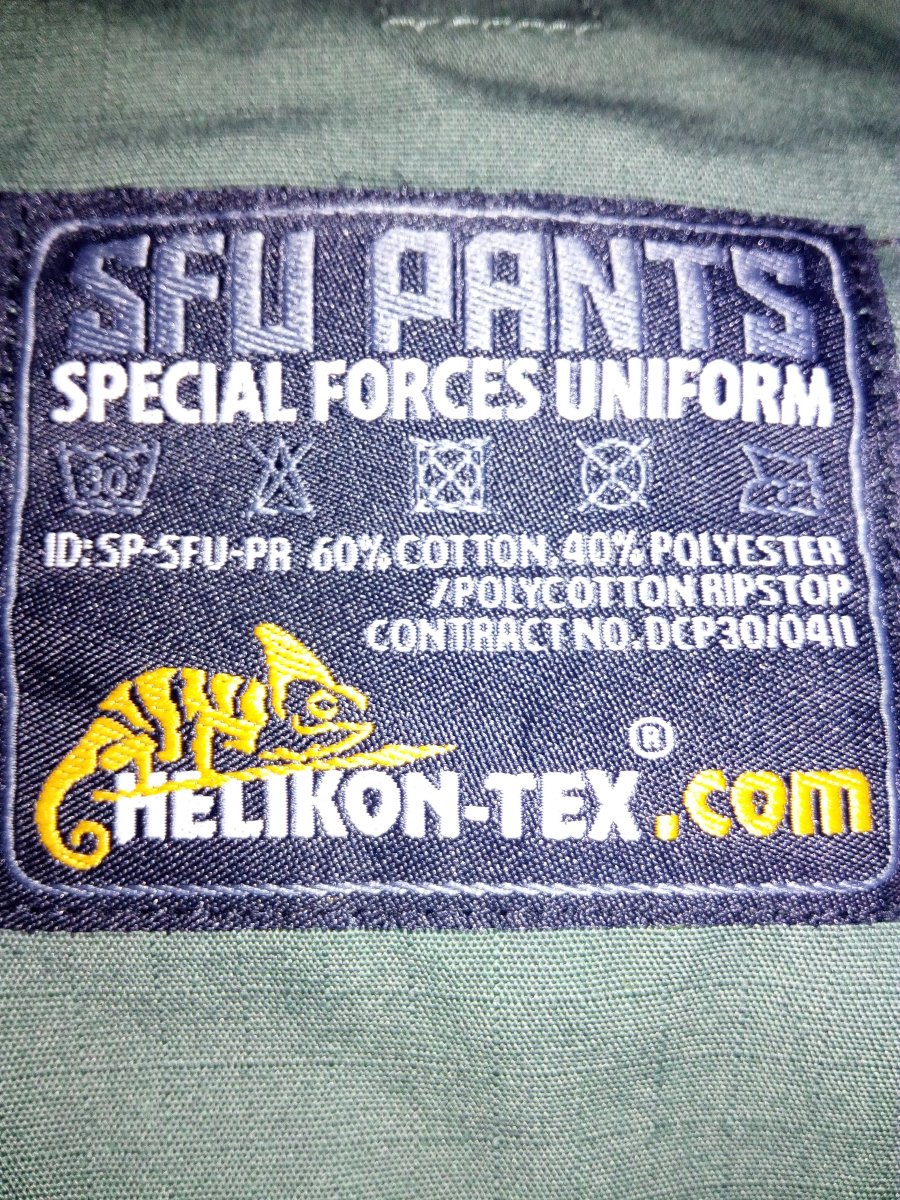 SFU PANTS
SPECIAL FORCES UNIFORM
30
ID: SP-SFU-PR 60% COTTON, 40% POLYESTER
/POLYCOTTON RIPSTOP
CONTRACT NO. DCP30/0411
HELIKON-TEX®.com